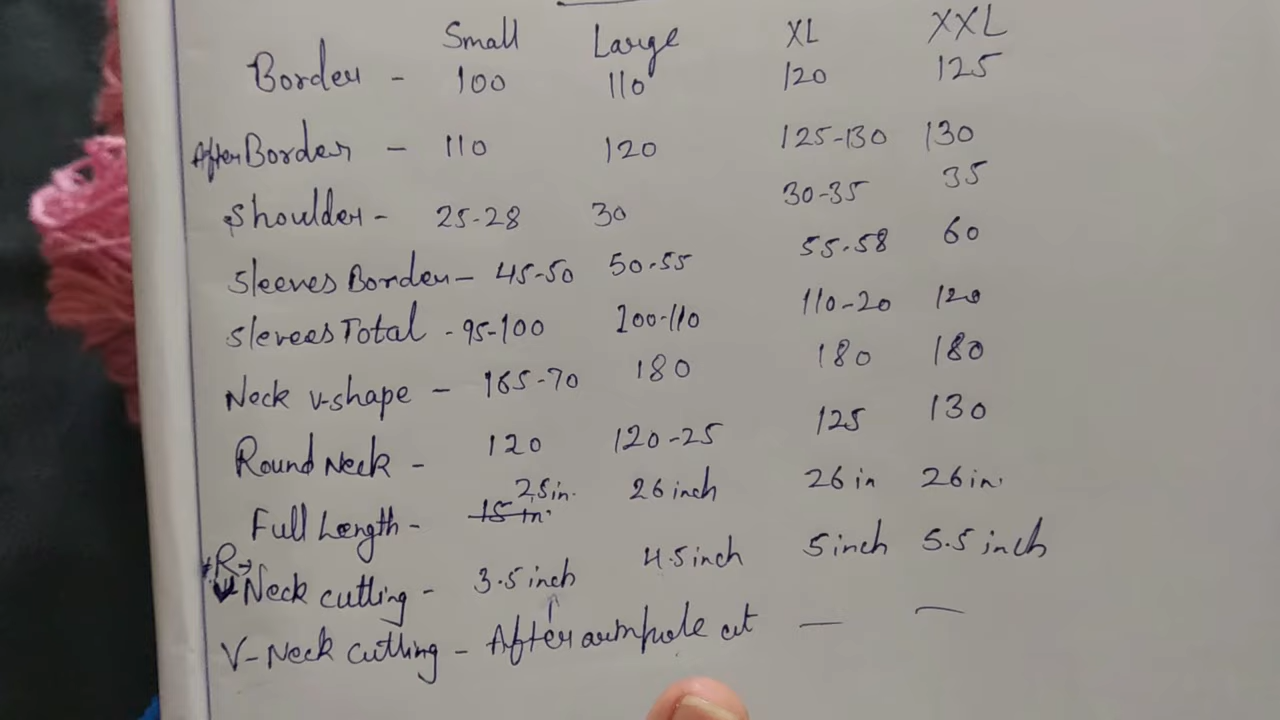 Small Large XL XXL
Border - 100 110 120 125
After Border - 110 120 125-130 130
Shoulder - 25-28 30 30-35 35
Sleeves Border - 45-50 50-55 55-58 60
Slevees Total - 95-100 100-110 110-20 120
Neck v-shape - 165-70 180 180 180
Round Neck - 120 120-25 125 130
Full Length - 15 in. 25in. 26 inch 26 in 26 in.
R→
Neck cutting - 3.5 inch 4.5 inch 5 inch 5.5 inch
V-Neck cutting - After armhole cut — —